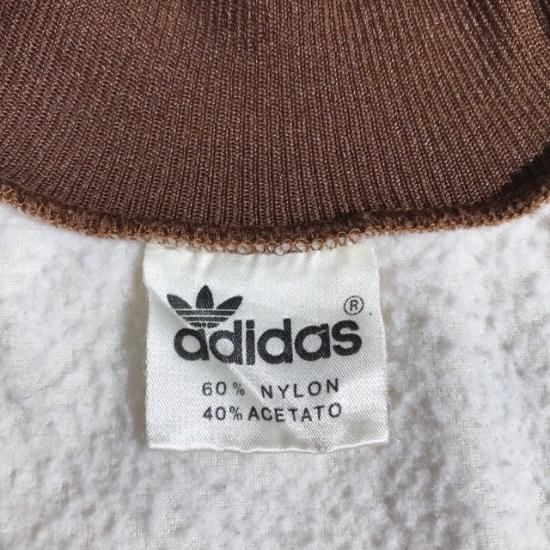 adidas ®
60% NYLON
40% ACETATO